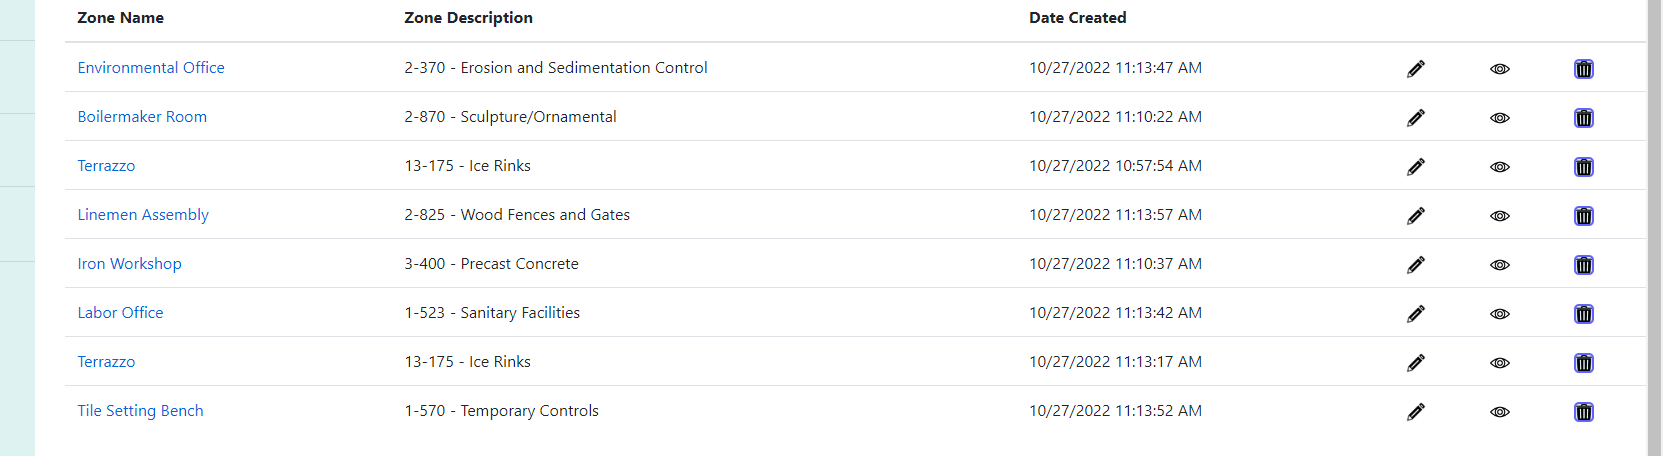 Zone Name Zone Description Date Created
Environmental Office 2-370 - Erosion and Sedimentation Control 10/27/2022 11:13:47 AM
Boilermaker Room 2-870 - Sculpture/Ornamental 10/27/2022 11:10:22 AM
Terrazzo 13-175 - Ice Rinks 10/27/2022 10:57:54 AM
Linemen Assembly 2-825 - Wood Fences and Gates 10/27/2022 11:13:57 AM
Iron Workshop 3-400 - Precast Concrete 10/27/2022 11:10:37 AM
Labor Office 1-523 - Sanitary Facilities 10/27/2022 11:13:42 AM
Terrazzo 13-175 - Ice Rinks 10/27/2022 11:13:17 AM
Tile Setting Bench 1-570 - Temporary Controls 10/27/2022 11:13:52 AM